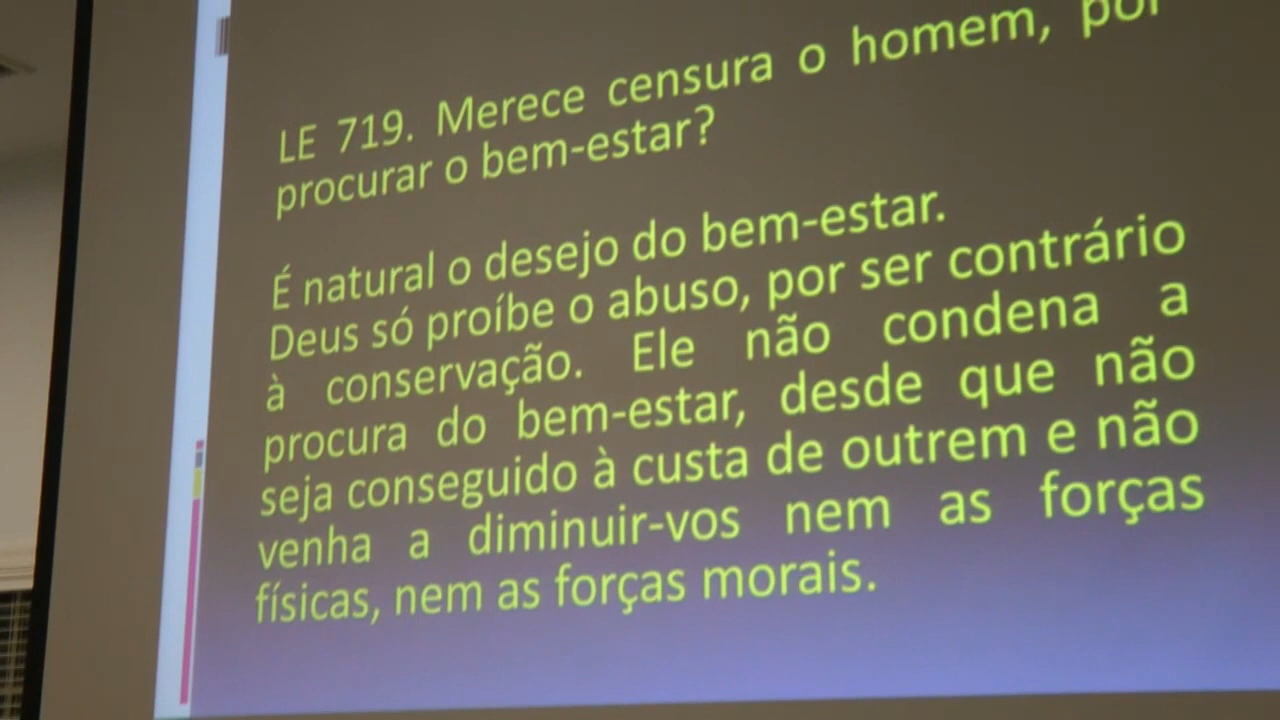 LE 719. Merece censura o homem, por
procurar o bem-estar?
É natural o desejo do bem-estar.
Deus só proíbe o abuso, por ser contrário
à conservação. Ele não condena a
procura do bem-estar, desde que não
seja conseguido à custa de outrem e não
venha a diminuir-vos nem as forças
físicas, nem as forças morais.